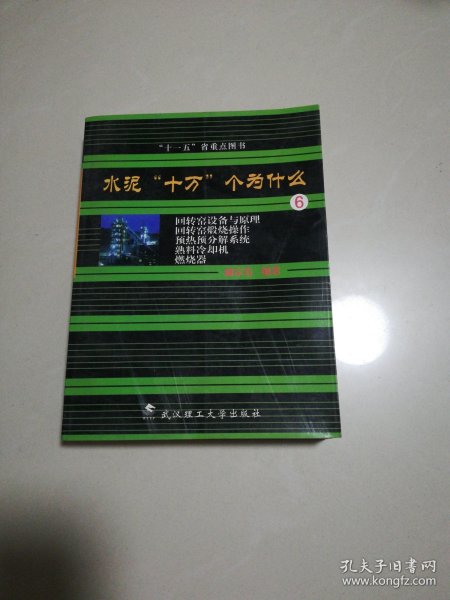 “十一五”省重点图书
水泥“十万”个为什么
6
回转窑设备与原理
回转窑煅烧操作
预热预分解系统
熟料冷却机
燃烧器
武汉理工大学出版社
孔夫子旧书网
www.kongfz.com